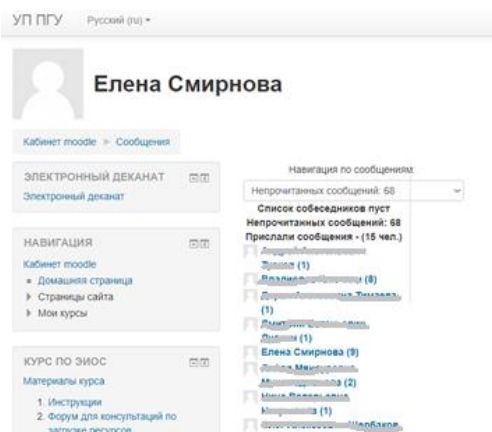 УП ПГУ Русский (ru)
Елена Смирнова
Кабинет moodle Сообщения
ЭЛЕКТРОННЫЙ ДЕКАНАТ
Электронный деканат
НАВИГАЦИЯ
Кабинет moodle
Домашняя страница
Страницы сайта
Мои курсы
КУРС ПО ЭИОС
Материалы курса
1. Инструкции
2. Форум для консультаций по
загрузке ресурсов
Навигация по сообщениям:
Непрочитанных сообщений: 68
Список собеседников пуст
Непрочитанных сообщений: 68
Прислали сообщения - (15 чел.)
(1)
(8)
(1)
(1)
Елена Смирнова (9)
(2)
(1)